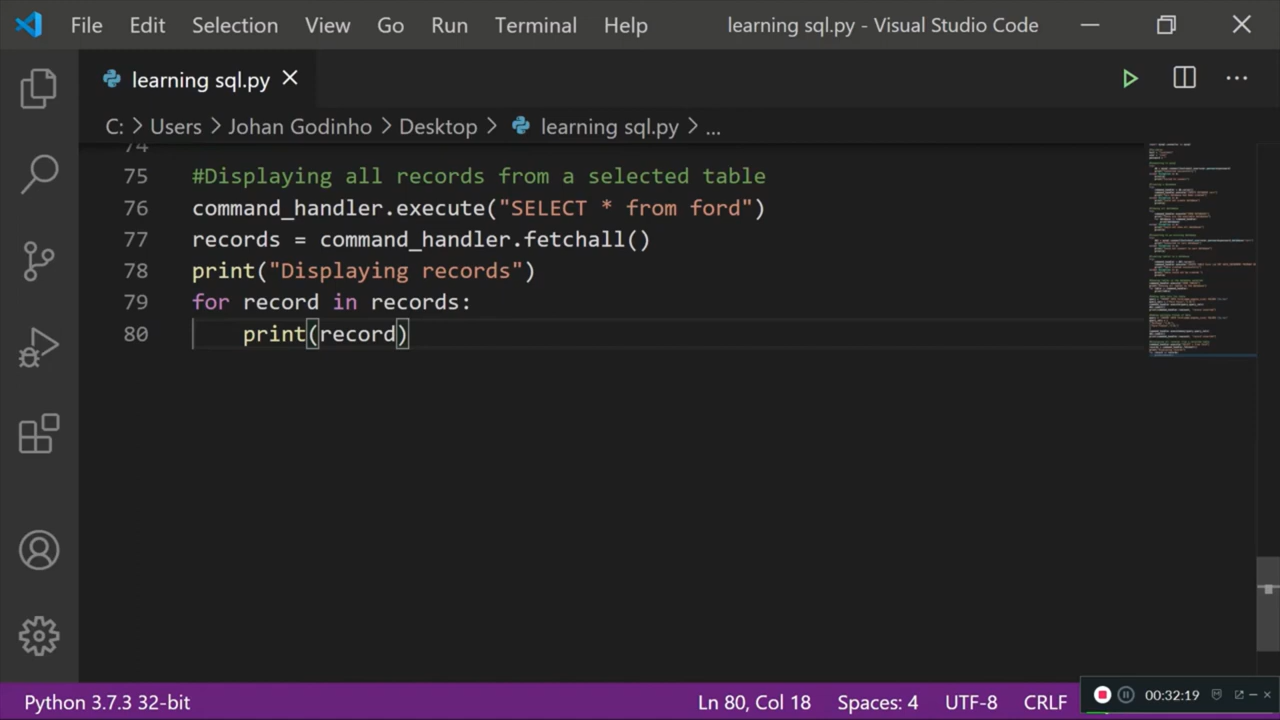 File Edit Selection View Go Run Terminal Help learning sql.py - Visual Studio Code
learning sql.py
C: > Users > Johan Godinho > Desktop > learning sql.py > ...
74
75 #Displaying all records from a selected table
76 command_handler.execute("SELECT * from ford")
77 records = command_handler.fetchall()
78 print("Displaying records")
79 for record in records:
80 print(record)
Python 3.7.3 32-bit Ln 80, Col 18 Spaces: 4 UTF-8 CRLF 00:32:19